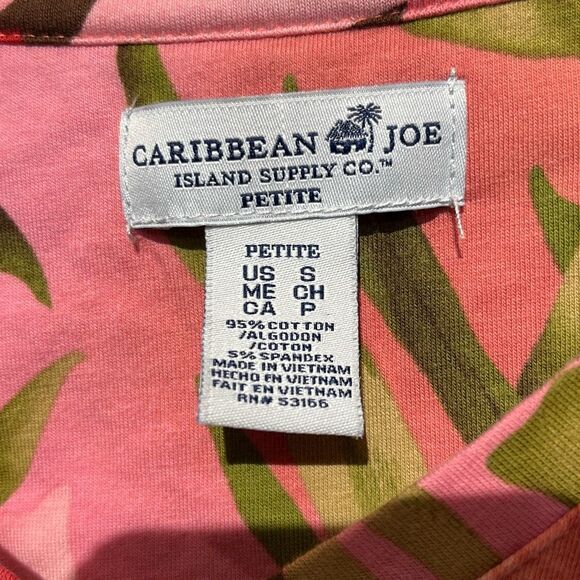 CARIBBEAN JOE
ISLAND SUPPLY CO.™
PETITE
PETITE
US S
ME CH
CA P
95% COTTON
/ALGODON
/COTON
5% SPANDEX
MADE IN VIETNAM
HECHO EN VIETNAM
FAIT EN VIETNAM
RN# 53166